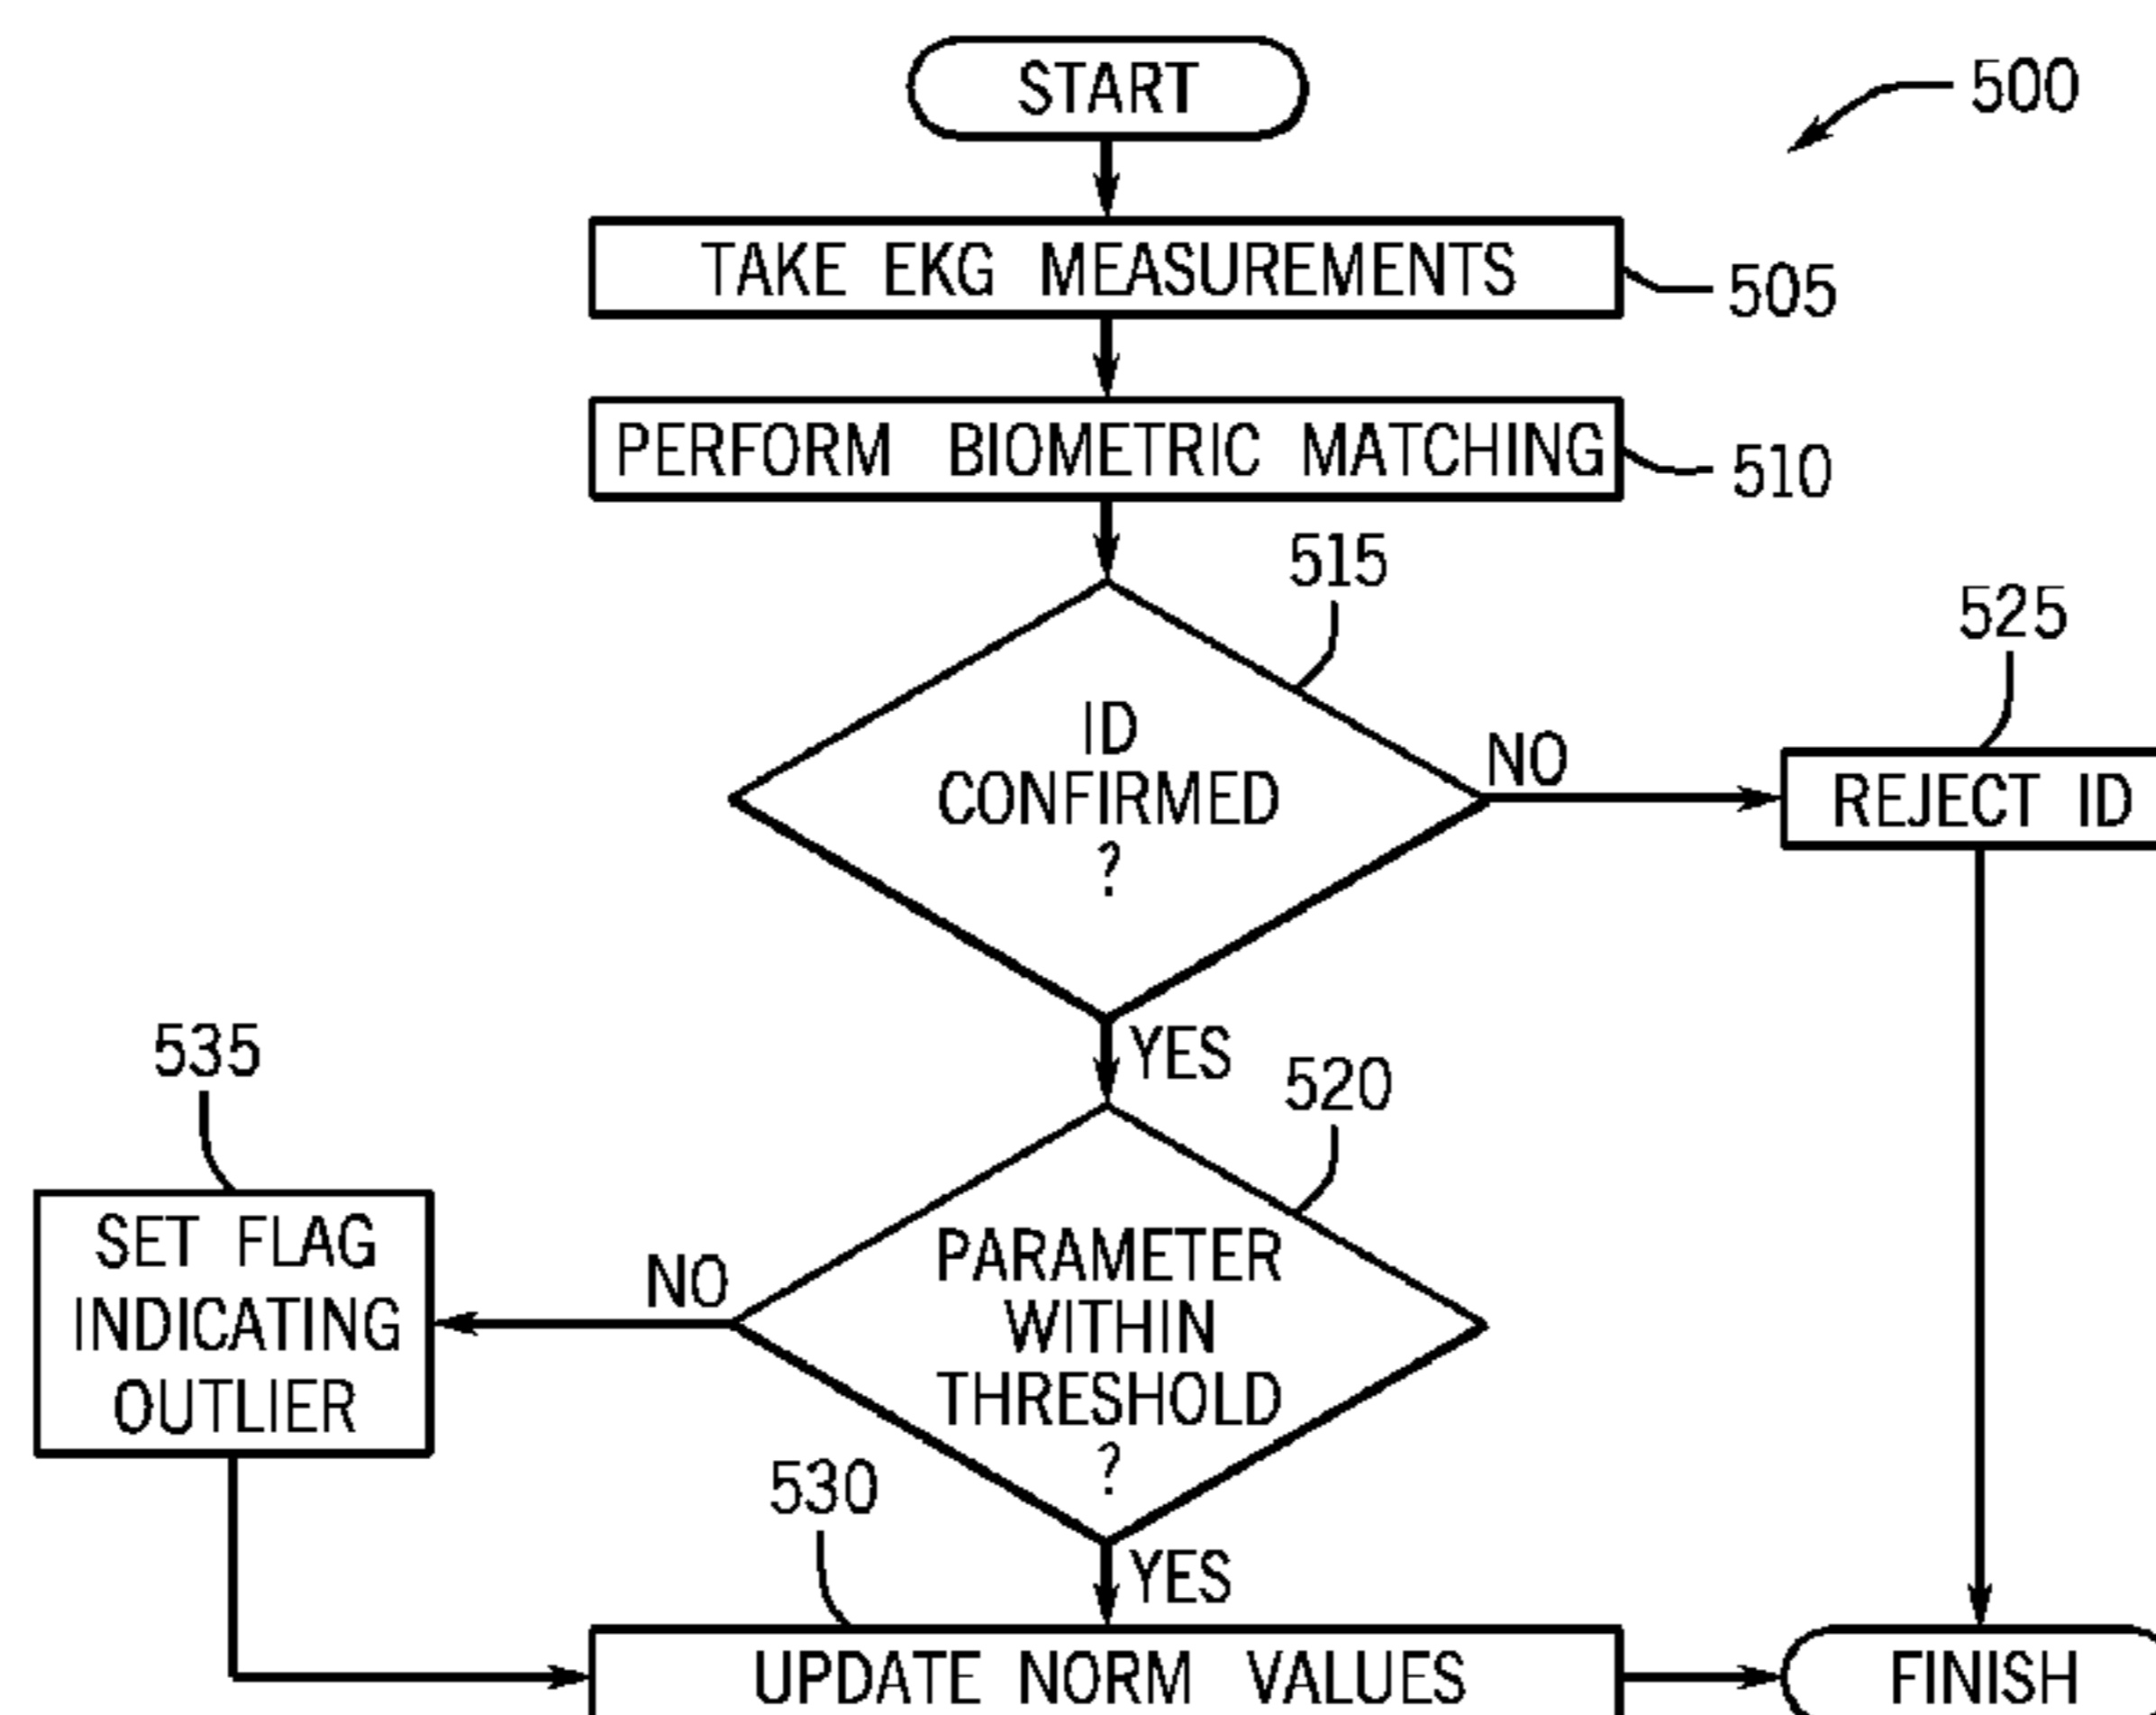 START
500
TAKE EKG MEASUREMENTS
505
PERFORM BIOMETRIC MATCHING
510
515
525
ID
CONFIRMED
?
NO
REJECT ID
YES
535
520
SET FLAG
INDICATING
OUTLIER
NO
PARAMETER
WITHIN
THRESHOLD
?
530
YES
UPDATE NORM VALUES
FINISH